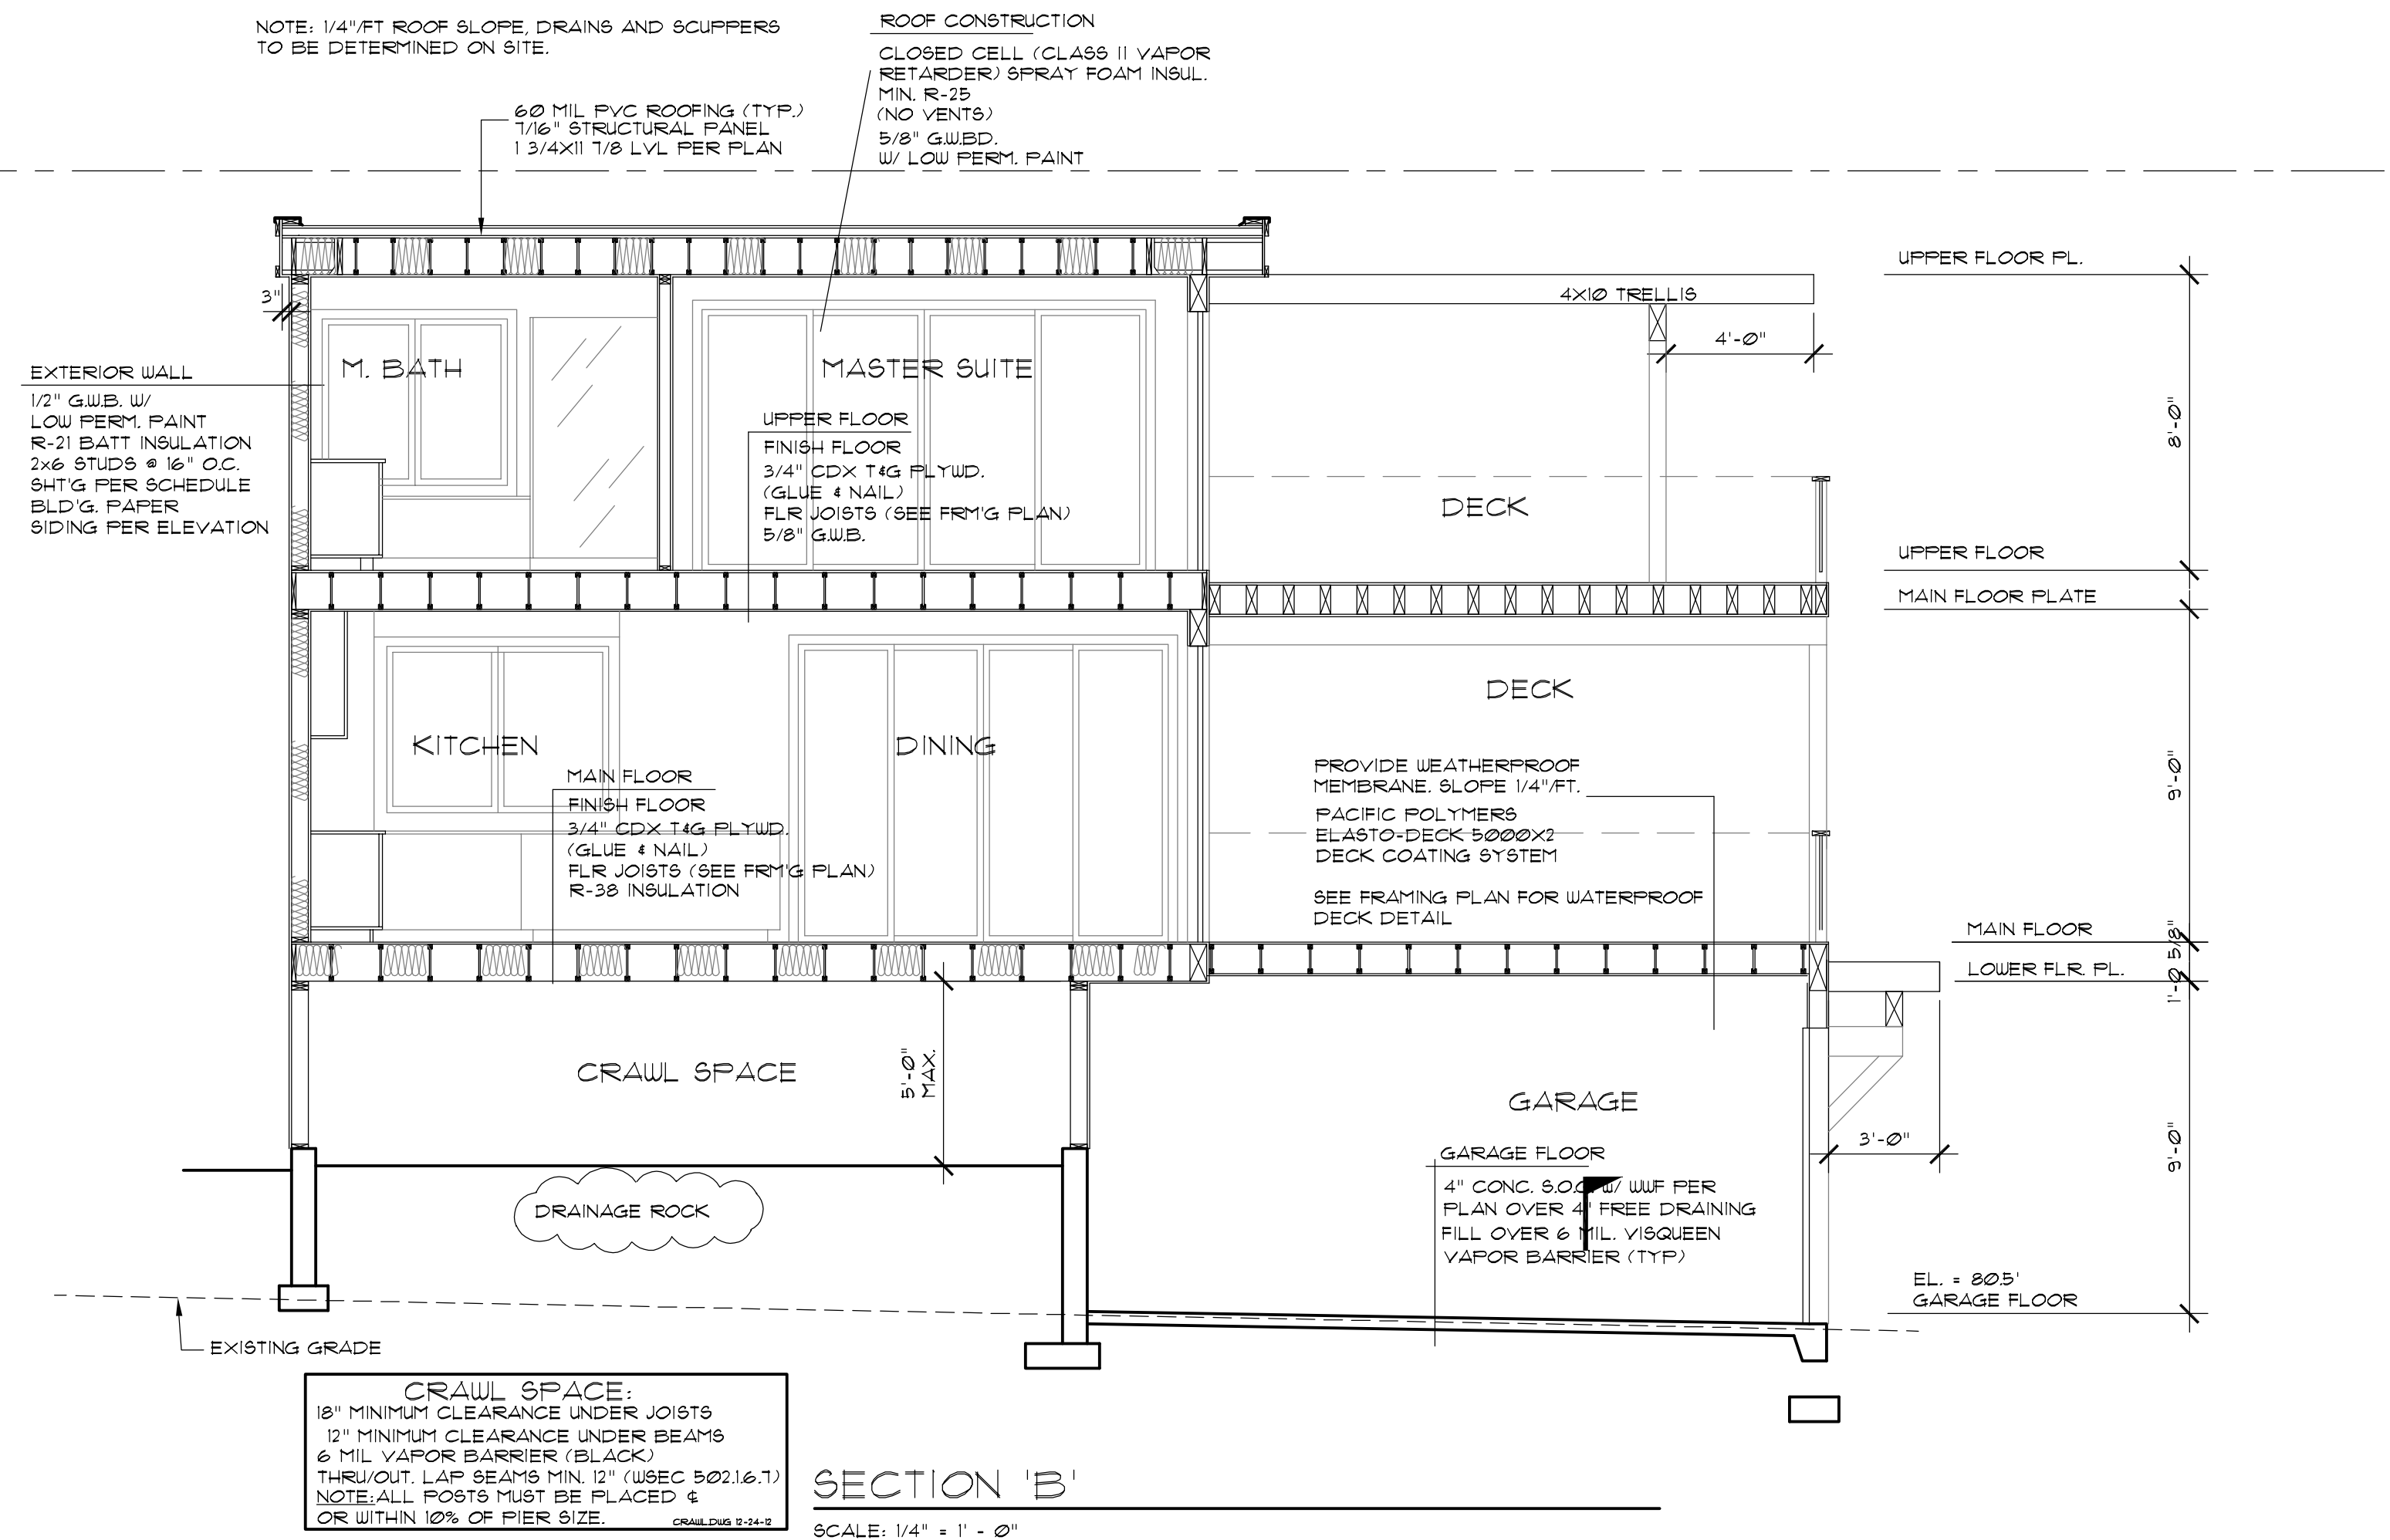 NOTE: 1/4"/FT ROOF SLOPE, DRAINS AND SCUPPERS
TO BE DETERMINED ON SITE.
ROOF CONSTRUCTION
CLOSED CELL (CLASS II VAPOR
RETARDER) SPRAY FOAM INSUL.
MIN. R-25
(NO VENTS)
5/8" G.W.BD.
W/ LOW PERM. PAINT
60 MIL PVC ROOFING (TYP.)
7/16" STRUCTURAL PANEL
1 3/4X11 7/8 LVL PER PLAN
UPPER FLOOR PL.
3"
4X10 TRELLIS
4'-0"
M. BATH
MASTER SUITE
EXTERIOR WALL
1/2" G.W.B. W/
LOW PERM. PAINT
R-21 BATT INSULATION
2x6 STUDS @ 16" O.C.
SHT'G PER SCHEDULE
BLD'G. PAPER
SIDING PER ELEVATION
UPPER FLOOR
FINISH FLOOR
3/4" CDX T&G PLYWD.
(GLUE & NAIL)
FLR JOISTS (SEE FRM'G PLAN)
5/8" G.W.B.
8'-0"
DECK
UPPER FLOOR
MAIN FLOOR PLATE
DECK
KITCHEN
DINING
MAIN FLOOR
FINISH FLOOR
3/4" CDX T&G PLYWD.
(GLUE & NAIL)
FLR JOISTS (SEE FRM'G PLAN)
R-38 INSULATION
PROVIDE WEATHERPROOF
MEMBRANE. SLOPE 1/4"/FT.
PACIFIC POLYMERS
ELASTO-DECK 5000X2
DECK COATING SYSTEM
SEE FRAMING PLAN FOR WATERPROOF
DECK DETAIL
9'-0"
MAIN FLOOR
1'-0 5/8"
LOWER FLR. PL.
CRAWL SPACE
5'-0"
MAX.
GARAGE
3'-0"
9'-0"
GARAGE FLOOR
4" CONC. S.O.G. W/ WWF PER
PLAN OVER 4" FREE DRAINING
FILL OVER 6 MIL. VISQUEEN
VAPOR BARRIER (TYP)
DRAINAGE ROCK
EL. = 80.5'
GARAGE FLOOR
EXISTING GRADE
CRAWL SPACE:
18" MINIMUM CLEARANCE UNDER JOISTS
12" MINIMUM CLEARANCE UNDER BEAMS
6 MIL VAPOR BARRIER (BLACK)
THRU/OUT. LAP SEAMS MIN. 12" (WSEC 502.1.6.7)
NOTE: ALL POSTS MUST BE PLACED ℄
OR WITHIN 10% OF PIER SIZE.
CRAWL.DWG 12-24-12
SECTION 'B'
SCALE: 1/4" = 1' - 0"